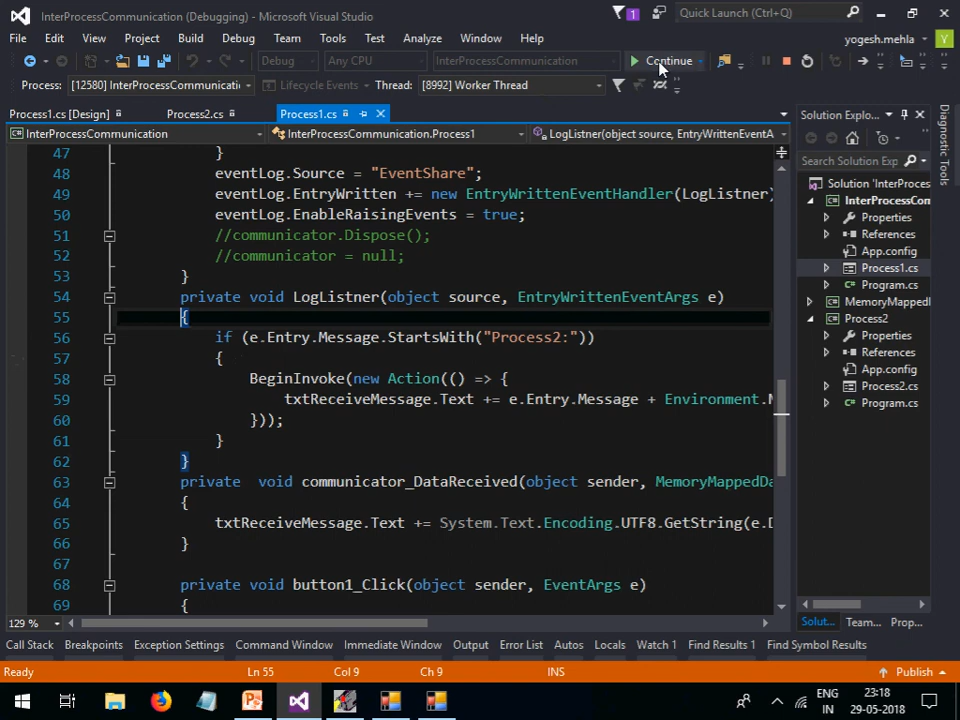 InterProcessCommunication (Debugging) - Microsoft Visual Studio
1
Quick Launch (Ctrl+Q)
File Edit View Project Build Debug Team Tools Test Analyze Window Help
yogesh.mehla Y
Debug Any CPU InterProcessCommunication Continue
Process: [12580] InterProcessCommunicati Lifecycle Events Thread: [8992] Worker Thread
Process1.cs [Design] Process2.cs Process1.cs
InterProcessCommunication InterProcessCommunication.Process1 LogListner(object source, EntryWrittenEventA
47 }
48 eventLog.Source = "EventShare";
49 eventLog.EntryWritten += new EntryWrittenEventHandler(LogListner)
50 eventLog.EnableRaisingEvents = true;
51 //communicator.Dispose();
52 //communicator = null;
53 }
54 private void LogListner(object source, EntryWrittenEventArgs e)
55 {
56 if (e.Entry.Message.StartsWith("Process2:"))
57 {
58 BeginInvoke(new Action(() => {
59 txtReceiveMessage.Text += e.Entry.Message + Environment.N
60 }));
61 }
62 }
63 private void communicator_DataReceived(object sender, MemoryMappedDa
64 {
65 txtReceiveMessage.Text += System.Text.Encoding.UTF8.GetString(e.D
66 }
67
68 private void button1_Click(object sender, EventArgs e)
69 {
129 %
Solution Explorer
Search Solution Exp
Solution 'InterProces
InterProcessCom
Properties
References
App.config
Process1.cs
Program.cs
MemoryMapped
Process2
Properties
References
App.config
Process2.cs
Program.cs
Solut... Team... Prop...
Diagnostic Tools
Call Stack Breakpoints Exception Settings Command Window Immediate Window Output Error List Autos Locals Watch 1 Find Results 1 Find Symbol Results
Ready Ln 55 Col 9 Ch 9 INS Publish
ENG
IN
23:18
29-05-2018